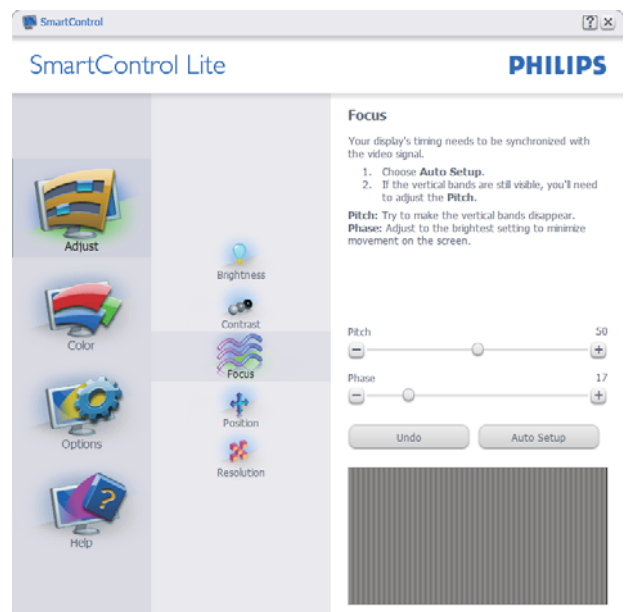 SmartControl
SmartControl Lite
PHILIPS
Adjust
Color
Options
Help
Brightness
Contrast
Focus
Position
Resolution
Focus
Your display's timing needs to be synchronized with
the video signal.
1. Choose Auto Setup.
2. If the vertical bands are still visible, you'll need
to adjust the Pitch.
Pitch: Try to make the vertical bands disappear.
Phase: Adjust to the brightest setting to minimize
movement on the screen.
Pitch 50
Phase 17
Undo Auto Setup